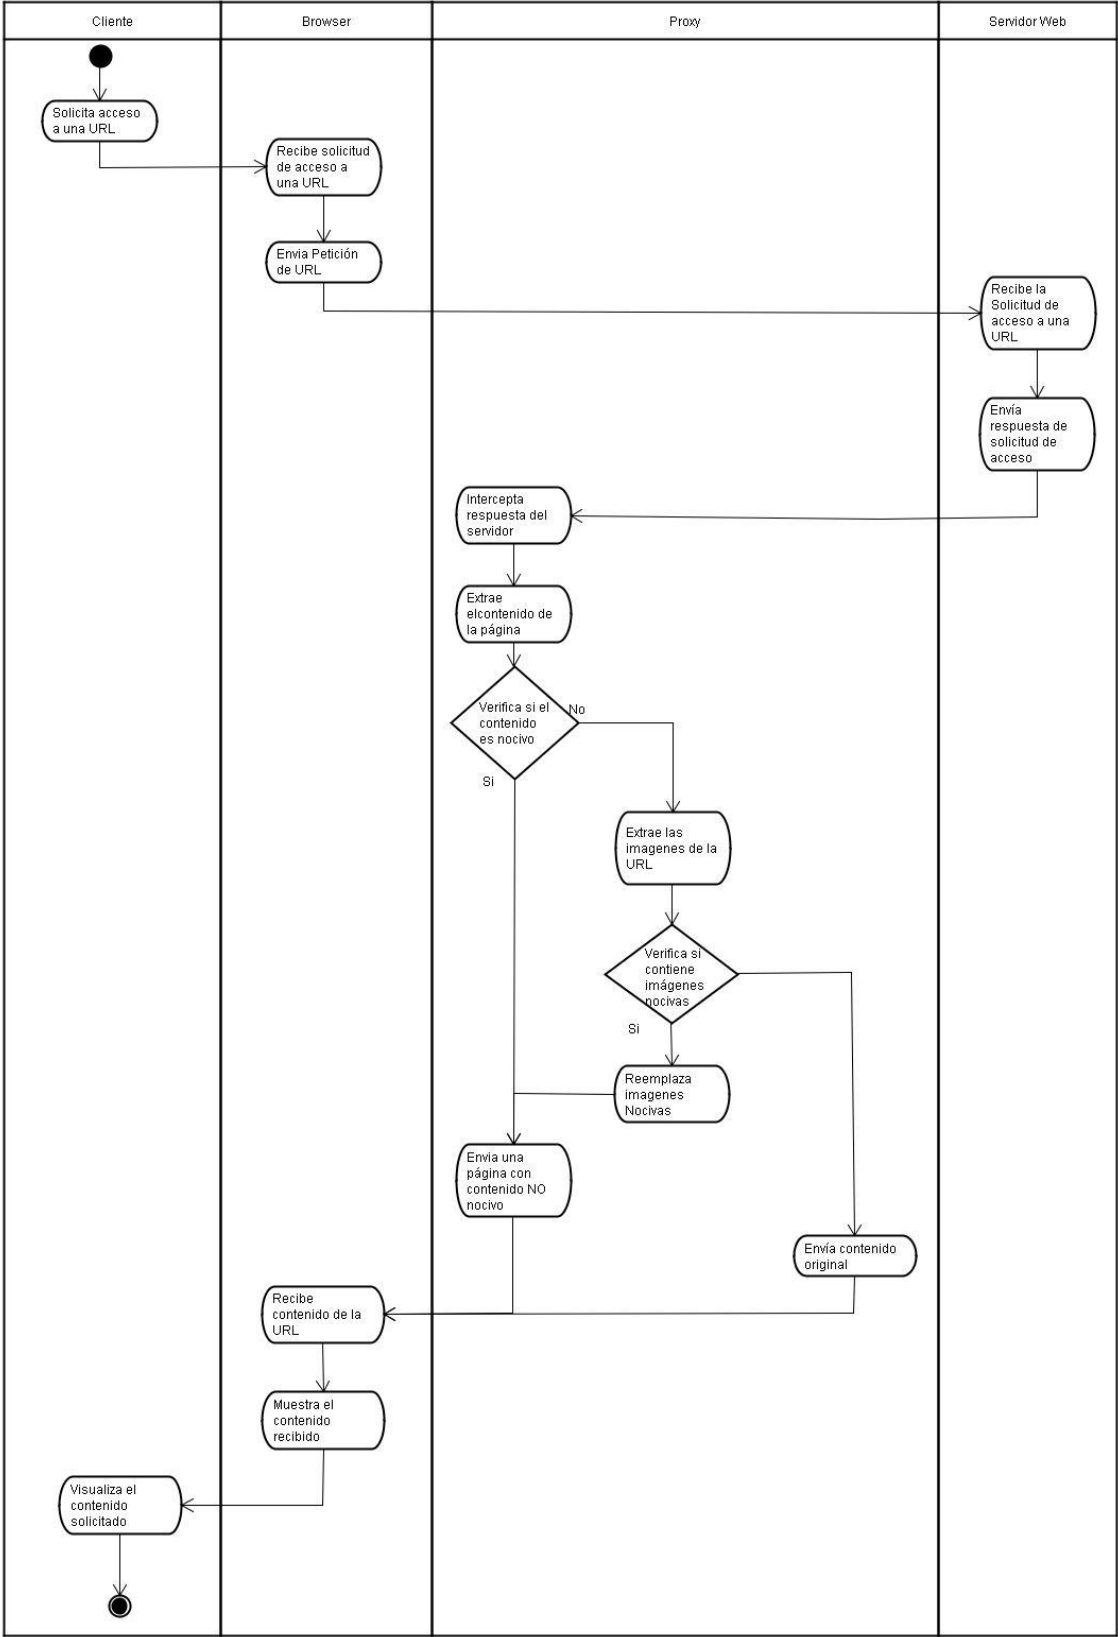 Cliente
Browser
Proxy
Servidor Web
Solicita acceso
a una URL
Recibe solicitud
de acceso a
una URL
Envia Petición
de URL
Recibe la
Solicitud de
acceso a una
URL
Envía
respuesta de
solicitud de
acceso
Intercepta
respuesta del
servidor
Extrae
elcontenido de
la página
Verifica si el
contenido
es nocivo
No
Si
Extrae las
imagenes de la
URL
Verifica si
contiene
imágenes
nocivas
Si
Reemplaza
imagenes
Nocivas
Envia una
página con
contenido NO
nocivo
Envía contenido
original
Recibe
contenido de la
URL
Muestra el
contenido
recibido
Visualiza el
contenido
solicitado